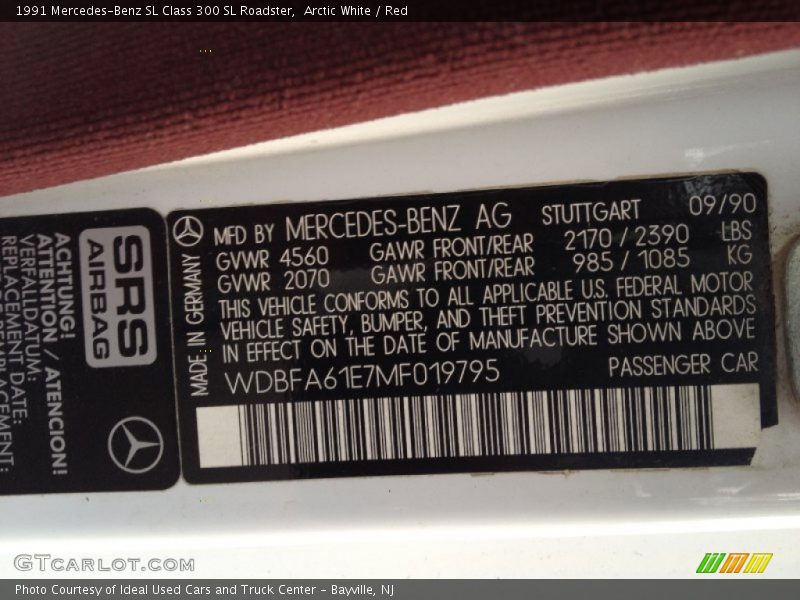 1991 Mercedes-Benz SL Class 300 SL Roadster,  Arctic White / Red
MFD BY MERCEDES-BENZ AG STUTTGART 09/90
GVWR 4560 GAWR FRONT/REAR 2170 / 2390 LBS
GVWR 2070 GAWR FRONT/REAR 985 / 1085 KG
THIS VEHICLE CONFORMS TO ALL APPLICABLE U.S. FEDERAL MOTOR
VEHICLE SAFETY, BUMPER, AND THEFT PREVENTION STANDARDS
IN EFFECT ON THE DATE OF MANUFACTURE SHOWN ABOVE
WDBFA61E7MF019795 PASSENGER CAR
MADE IN GERMANY
SRS
AIRBAG
ACHTUNG!
ATTENTION / ATENCION!
VERFALLDATUM:
REPLACEMENT DATE:
REMPLACEMENT:
GTCARLOT.COM
Photo Courtesy of Ideal Used Cars and Truck Center - Bayville, NJ